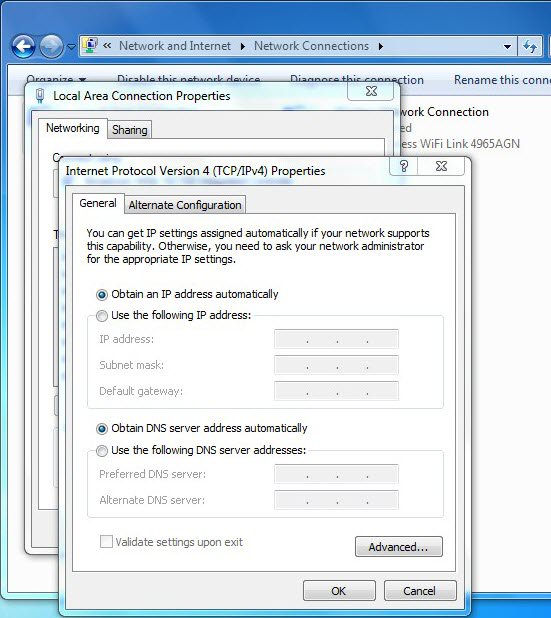 « Network and Internet ▸ Network Connections ▸
Organize ▾ Disable this network device Diagnose this connection Rename this conn
Local Area Connection Properties
work Connection
Networking Sharing
ess WiFi Link 4965AGN
Internet Protocol Version 4 (TCP/IPv4) Properties
General Alternate Configuration
You can get IP settings assigned automatically if your network supports
this capability. Otherwise, you need to ask your network administrator
for the appropriate IP settings.
Obtain an IP address automatically
Use the following IP address:
IP address: . . .
Subnet mask: . . .
Default gateway: . . .
Obtain DNS server address automatically
Use the following DNS server addresses:
Preferred DNS server: . . .
Alternate DNS server: . . .
Validate settings upon exit
Advanced...
OK Cancel